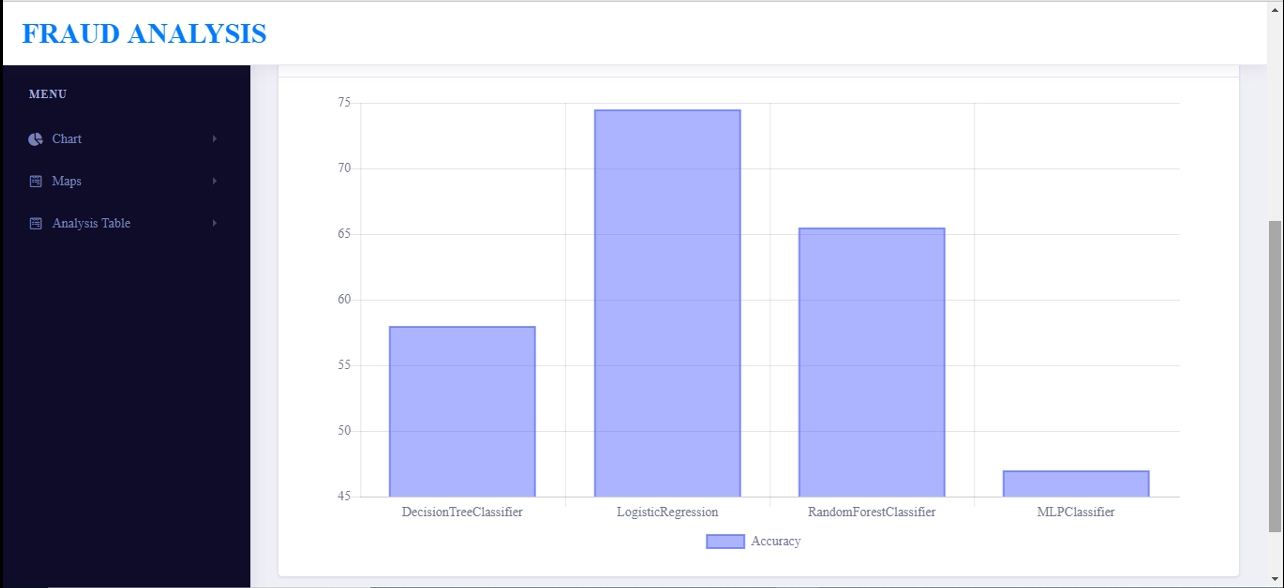 FRAUD ANALYSIS
MENU
Chart
Maps
Analysis Table
75
70
65
60
55
50
45
DecisionTreeClassifier LogisticRegression RandomForestClassifier MLPClassifier
Accuracy